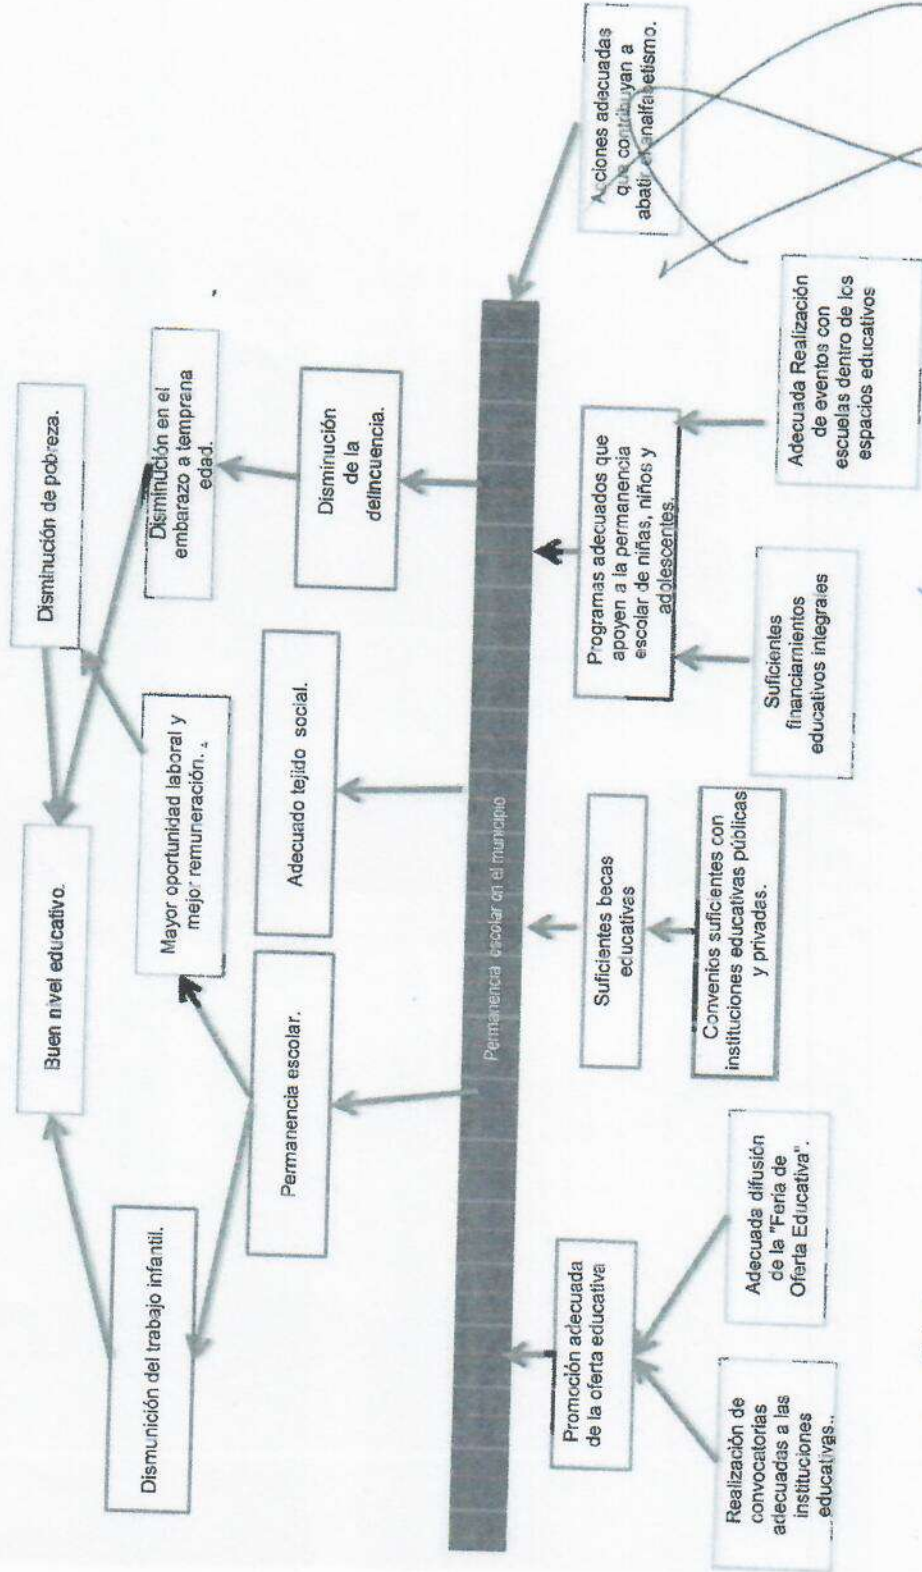 Buen nivel educativo.
Disminución de pobreza.
Dismunición del trabajo infantil.
Mayor oportunidad laboral y
mejor remuneración. .
Disminución en el
embarazo a temprana
edad.
Permanencia escolar.
Adecuado tejido social.
Disminución
de la
delincuencia.
Permanencia escolar en el municipio
Promoción adecuada
de la oferta educativa
Suficientes becas
educativas
Programas adecuados que
apoyen a la permanencia
escolar de niñas, niños y
adolescentes.
Acciones adecuadas
que contribuyan a
abatir el analfabetismo.
Realización de
convocatorias
adecuadas a las
instituciones
educativas..
Adecuada difusión
de la "Feria de
Oferta Educativa".
Convenios suficientes con
instituciones educativas públicas
y privadas.
Suficientes
financiamientos
educativos integrales
Adecuada Realización
de eventos con
escuelas dentro de los
espacios educativos